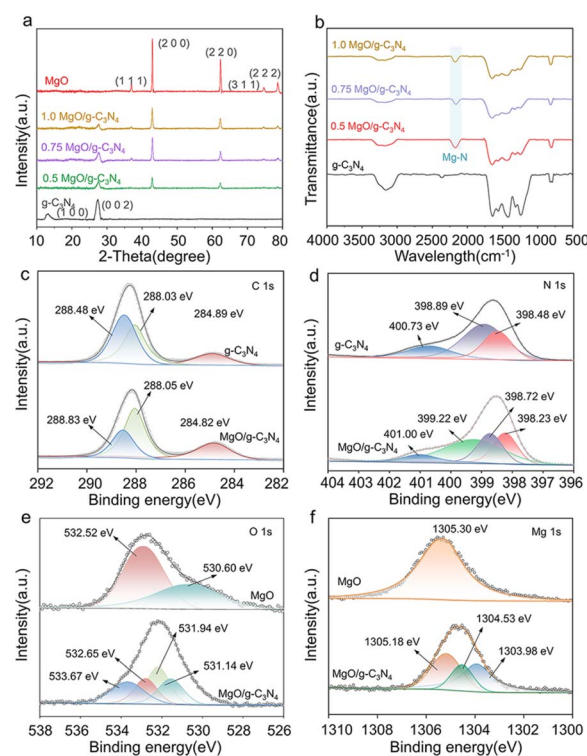 a
Intensity(a.u.)
MgO
(1 1 1)
(2 0 0)
(2 2 0)
(3 1 1)
(2 2 2)
1.0 MgO/g-C₃N₄
0.75 MgO/g-C₃N₄
0.5 MgO/g-C₃N₄
g-C₃N₄
(1 0 0)
(0 0 2)
10 20 30 40 50 60 70 80
2-Theta(degree)
b
Transmittance(a.u.)
1.0 MgO/g-C₃N₄
0.75 MgO/g-C₃N₄
0.5 MgO/g-C₃N₄
Mg-N
g-C₃N₄
4000 3500 3000 2500 2000 1500 1000 500
Wavelength(cm⁻¹)
c
C 1s
Intensity(a.u.)
288.48 eV
288.03 eV
284.89 eV
g-C₃N₄
288.05 eV
288.83 eV
284.82 eV
MgO/g-C₃N₄
292 290 288 286 284 282
Binding energy(eV)
d
N 1s
Intensity(a.u.)
398.89 eV
400.73 eV
398.48 eV
g-C₃N₄
398.72 eV
399.22 eV
398.23 eV
401.00 eV
MgO/g-C₃N₄
404 402 400 398 396
Binding energy(eV)
e
O 1s
Intensity(a.u.)
532.52 eV
530.60 eV
MgO
531.94 eV
532.65 eV
531.14 eV
533.67 eV
MgO/g-C₃N₄
538 536 534 532 530 528 526
Binding energy(eV)
f
Mg 1s
Intensity(a.u.)
1305.30 eV
MgO
1304.53 eV
1305.18 eV
1303.98 eV
MgO/g-C₃N₄
1310 1308 1306 1304 1302 1300
Binding energy(eV)